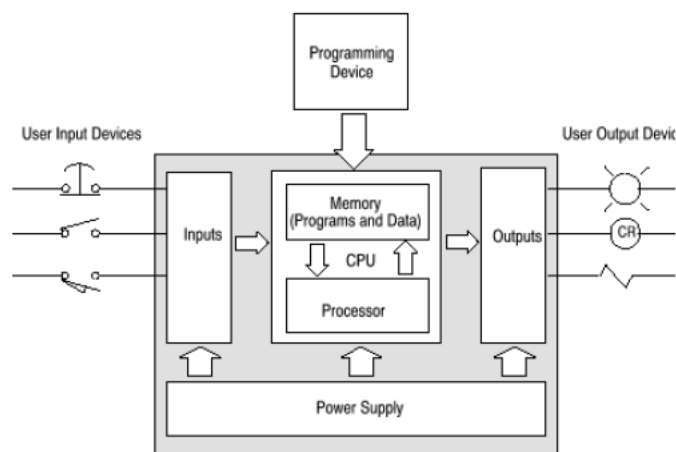 Programming
Device
User Input Devices
User Output Devic
Memory
(Programs and Data)
Inputs
CPU
Outputs
CR
Processor
Power Supply